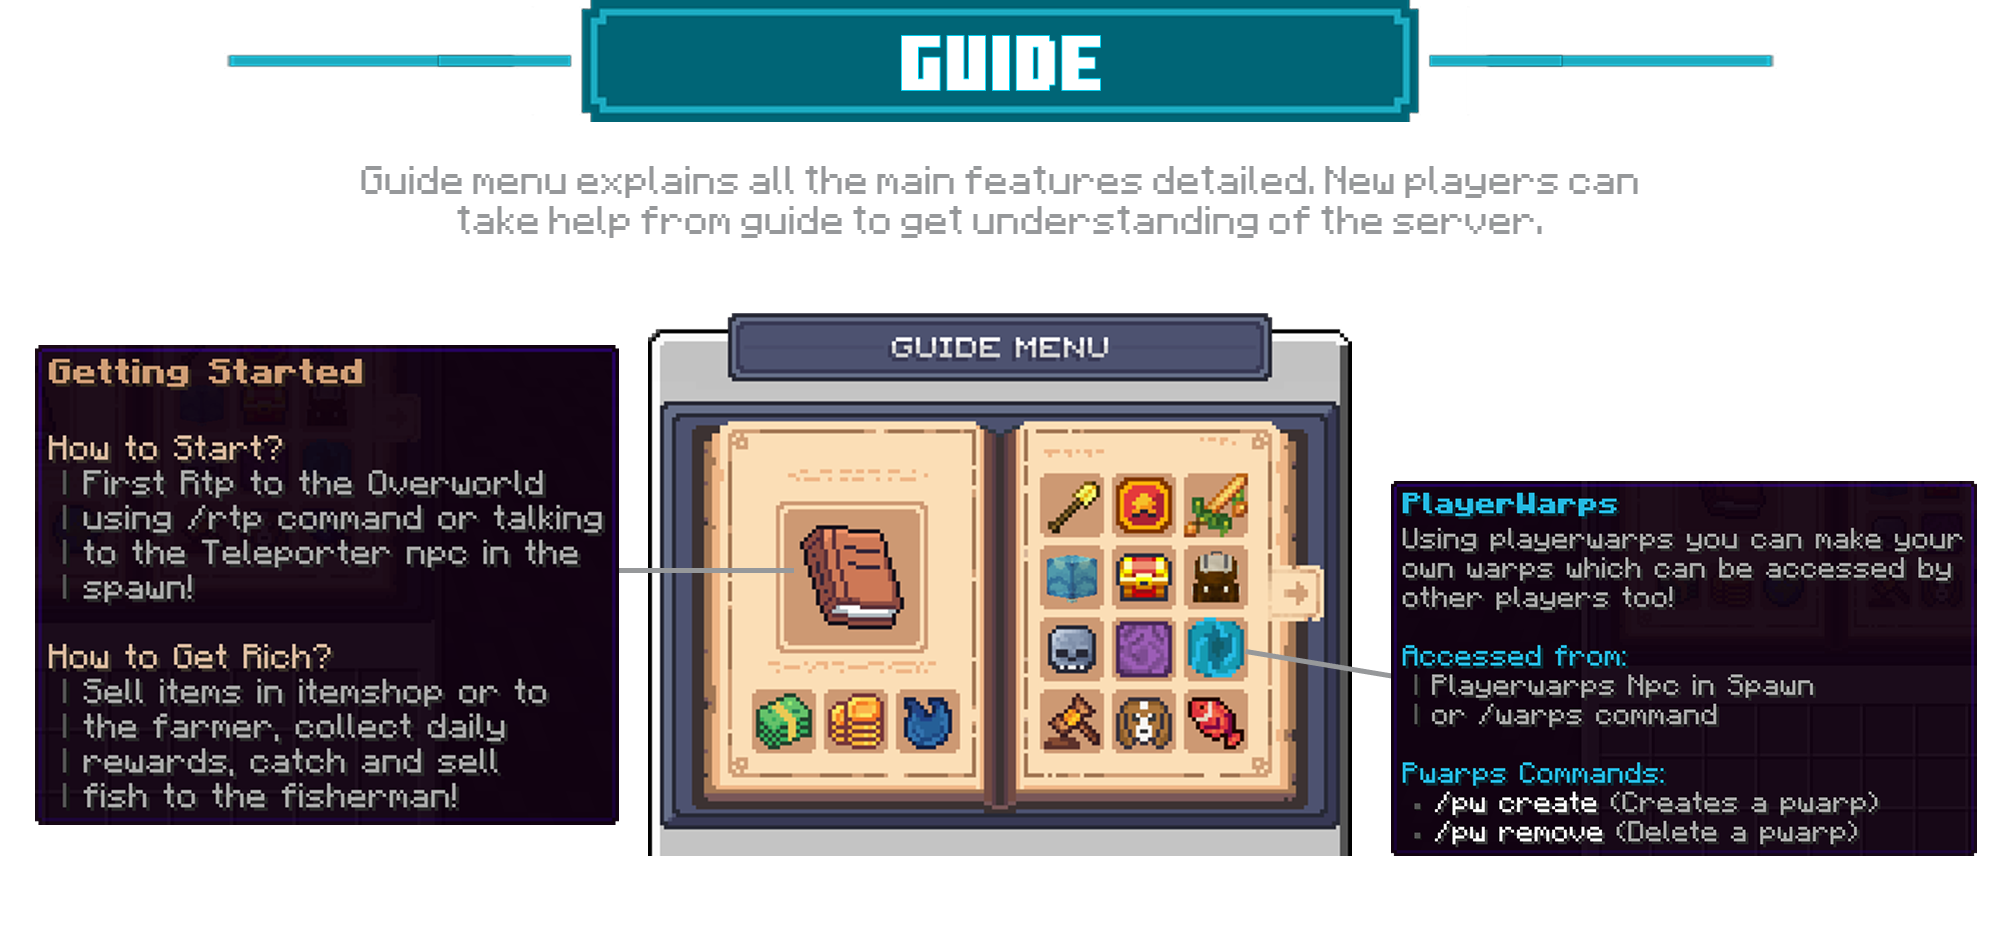 GUIDE
Guide menu explains all the main features detailed. New players can
take help from guide to get understanding of the server.
GUIDE MENU
Getting Started
How to Start?
| First Rtp to the Overworld
| using /rtp command or talking
| to the Teleporter npc in the
| spawn!
How to Get Rich?
| Sell items in itemshop or to
| the farmer, collect daily
| rewards, catch and sell
| fish to the fisherman!
PlayerWarps
Using playerwarps you can make your
own warps which can be accessed by
other players too!
Accessed from:
| Playerwarps Npc in Spawn
| or /warps command
Pwarps Commands:
• /pw create (Creates a pwarp)
• /pw remove (Delete a pwarp)